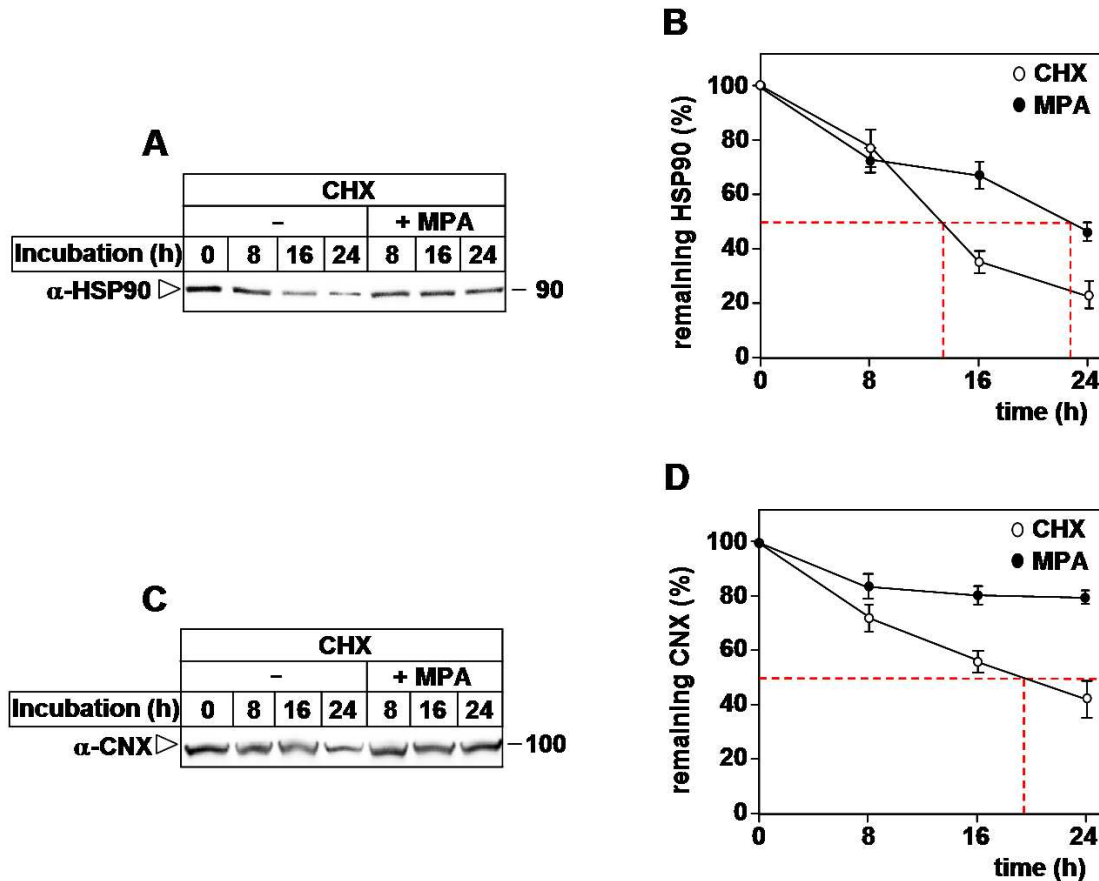 A
CHX
– + MPA
Incubation (h) 0 8 16 24 8 16 24
α-HSP90 – 90
B
CHX
MPA
remaining HSP90 (%)
100
80
60
40
20
0
0 8 16 24
time (h)
C
CHX
– + MPA
Incubation (h) 0 8 16 24 8 16 24
α-CNX –100
D
CHX
MPA
remaining CNX (%)
100
80
60
40
20
0
0 8 16 24
time (h)